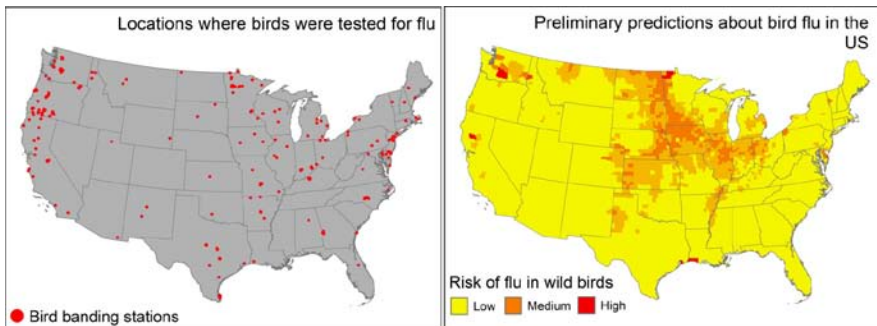 Locations where birds were tested for flu
Bird banding stations
Preliminary predictions about bird flu in the
US
Risk of flu in wild birds
Low Medium High